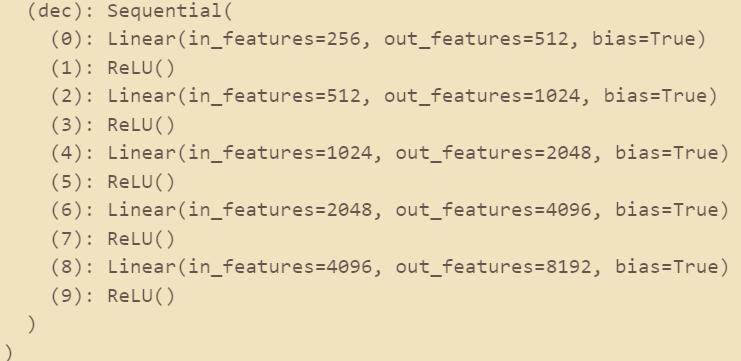 (dec): Sequential(
(0): Linear(in_features=256, out_features=512, bias=True)
(1): ReLU()
(2): Linear(in_features=512, out_features=1024, bias=True)
(3): ReLU()
(4): Linear(in_features=1024, out_features=2048, bias=True)
(5): ReLU()
(6): Linear(in_features=2048, out_features=4096, bias=True)
(7): ReLU()
(8): Linear(in_features=4096, out_features=8192, bias=True)
(9): ReLU()
)
)